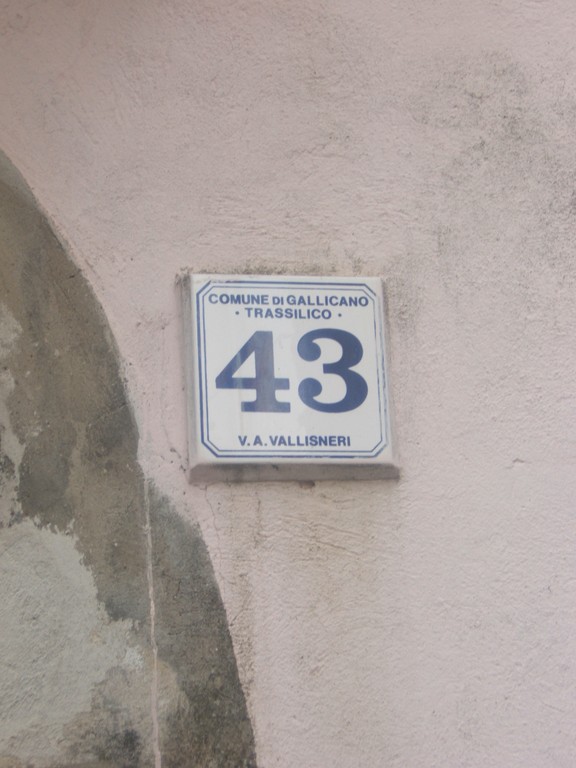 COMUNE DI GALLICANO
· TRASSILICO ·
43
V. A. VALLISNERI